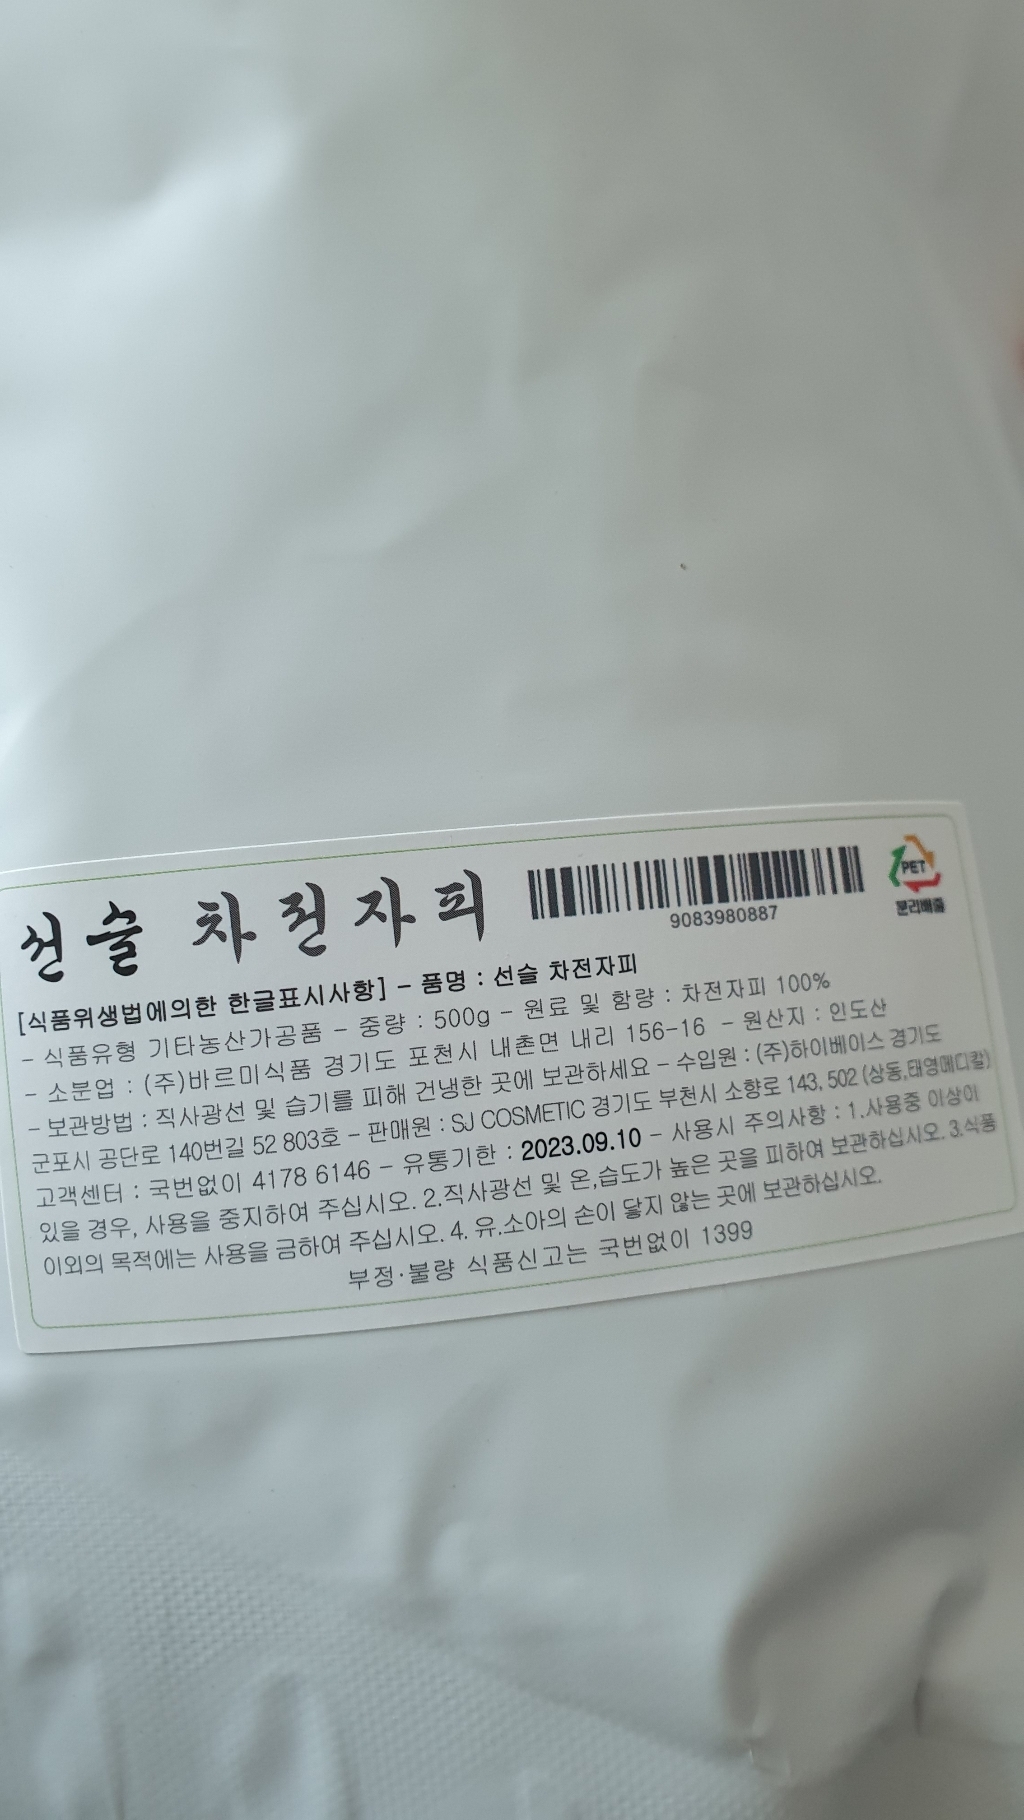 선슬 차전자피
9083980887
PET
분리배출
[식품위생법에의한 한글표시사항] - 품명 : 선슬 차전자피
- 식품유형 기타농산가공품 - 중량 : 500g - 원료 및 함량 : 차전자피 100%
- 소분업 : (주)바르미식품 경기도 포천시 내촌면 내리 156-16 - 원산지 : 인도산
- 보관방법 : 직사광선 및 습기를 피해 건냉한 곳에 보관하세요 - 수입원 : (주)하이베이스 경기도
군포시 공단로 140번길 52 803호 - 판매원 : SJ COSMETIC 경기도 부천시 소향로 143, 502 (상동,태영메디칼)
고객센터 : 국번없이 4178 6146 - 유통기한 : 2023.09.10 - 사용시 주의사항 : 1.사용중 이상이
있을 경우, 사용을 중지하여 주십시오. 2.직사광선 및 온,습도가 높은 곳을 피하여 보관하십시오. 3.식품
이외의 목적에는 사용을 금하여 주십시오. 4. 유.소아의 손이 닿지 않는 곳에 보관하십시오.
부정·불량 식품신고는 국번없이 1399